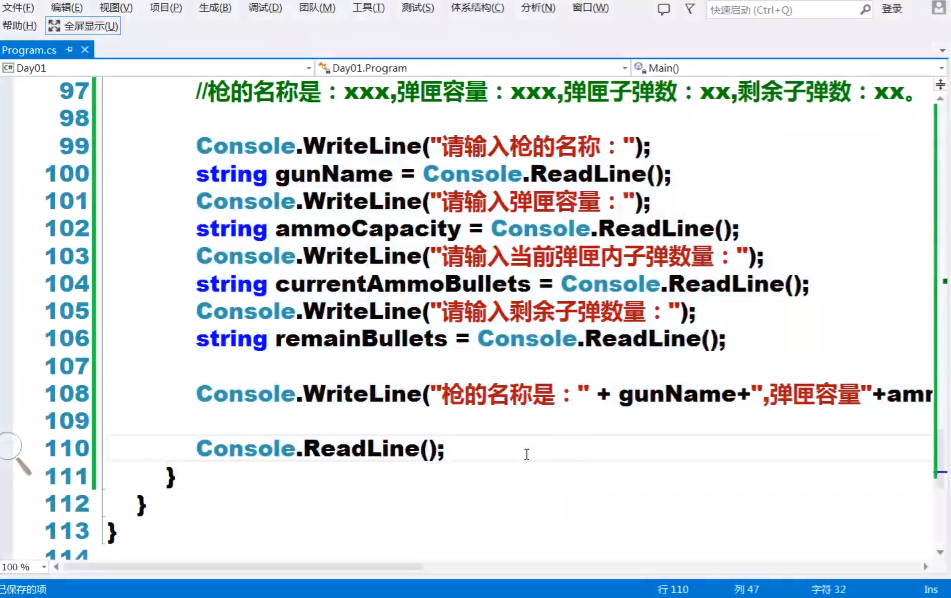 文件(F) 编辑(E) 视图(V) 项目(P) 生成(B) 调试(D) 团队(M) 工具(T) 测试(S) 体系结构(C) 分析(N) 窗口(W) 快速启动 (Ctrl+Q) 登录
帮助(H) 全屏显示(U)
Program.cs
Day01 Day01.Program Main()
97 //枪的名称是：xxx,弹匣容量：xxx,弹匣子弹数：xx,剩余子弹数：xx。
98
99 Console.WriteLine("请输入枪的名称：");
100 string gunName = Console.ReadLine();
101 Console.WriteLine("请输入弹匣容量：");
102 string ammoCapacity = Console.ReadLine();
103 Console.WriteLine("请输入当前弹匣内子弹数量：");
104 string currentAmmoBullets = Console.ReadLine();
105 Console.WriteLine("请输入剩余子弹数量：");
106 string remainBullets = Console.ReadLine();
107
108 Console.WriteLine("枪的名称是：" + gunName+",弹匣容量"+amm
109
110 Console.ReadLine();
111 }
112 }
113 }
114
100 %
已保存的项 行 110 列 47 字符 32 Ins